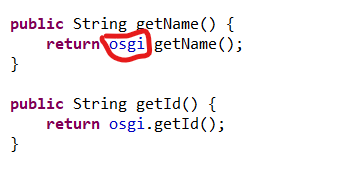 public String getName() {
    return osgi.getName();
}
public String getId() {
    return osgi.getId();
}